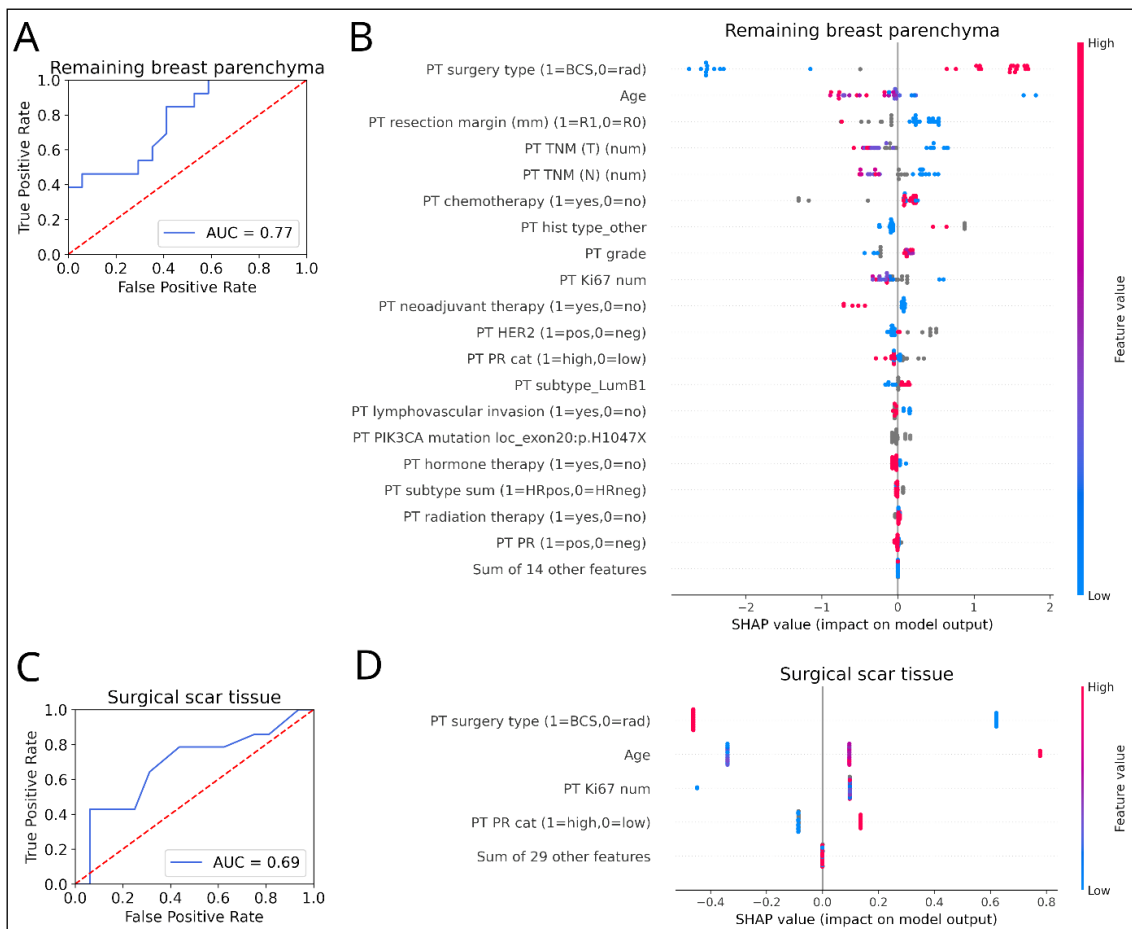 A
Remaining breast parenchyma
1.0
0.8
0.6
0.4
0.2
0.0
True Positive Rate
AUC = 0.77
0.0 0.2 0.4 0.6 0.8 1.0
False Positive Rate
B
Remaining breast parenchyma
PT surgery type (1=BCS,0=rad)
Age
PT resection margin (mm) (1=R1,0=R0)
PT TNM (T) (num)
PT TNM (N) (num)
PT chemotherapy (1=yes,0=no)
PT hist type_other
PT grade
PT Ki67 num
PT neoadjuvant therapy (1=yes,0=no)
PT HER2 (1=pos,0=neg)
PT PR cat (1=high,0=low)
PT subtype_LumB1
PT lymphovascular invasion (1=yes,0=no)
PT PIK3CA mutation loc_exon20:p.H1047X
PT hormone therapy (1=yes,0=no)
PT subtype sum (1=HRpos,0=HRneg)
PT radiation therapy (1=yes,0=no)
PT PR (1=pos,0=neg)
Sum of 14 other features
−2 −1 0 1 2
SHAP value (impact on model output)
High
Feature value
Low
C
Surgical scar tissue
1.0
0.8
0.6
0.4
0.2
0.0
True Positive Rate
AUC = 0.69
0.0 0.2 0.4 0.6 0.8 1.0
False Positive Rate
D
Surgical scar tissue
PT surgery type (1=BCS,0=rad)
Age
PT Ki67 num
PT PR cat (1=high,0=low)
Sum of 29 other features
−0.4 −0.2 0.0 0.2 0.4 0.6 0.8
SHAP value (impact on model output)
High
Feature value
Low